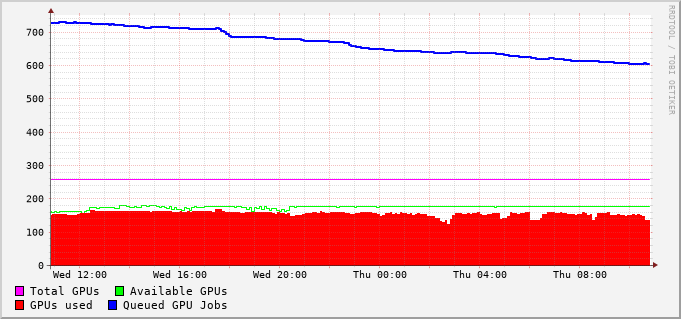 RRDTOOL / TOBI OETIKER
700
600
500
400
300
200
100
0
Wed 12:00 Wed 16:00 Wed 20:00 Thu 00:00 Thu 04:00 Thu 08:00
Total GPUs Available GPUs
GPUs used Queued GPU Jobs